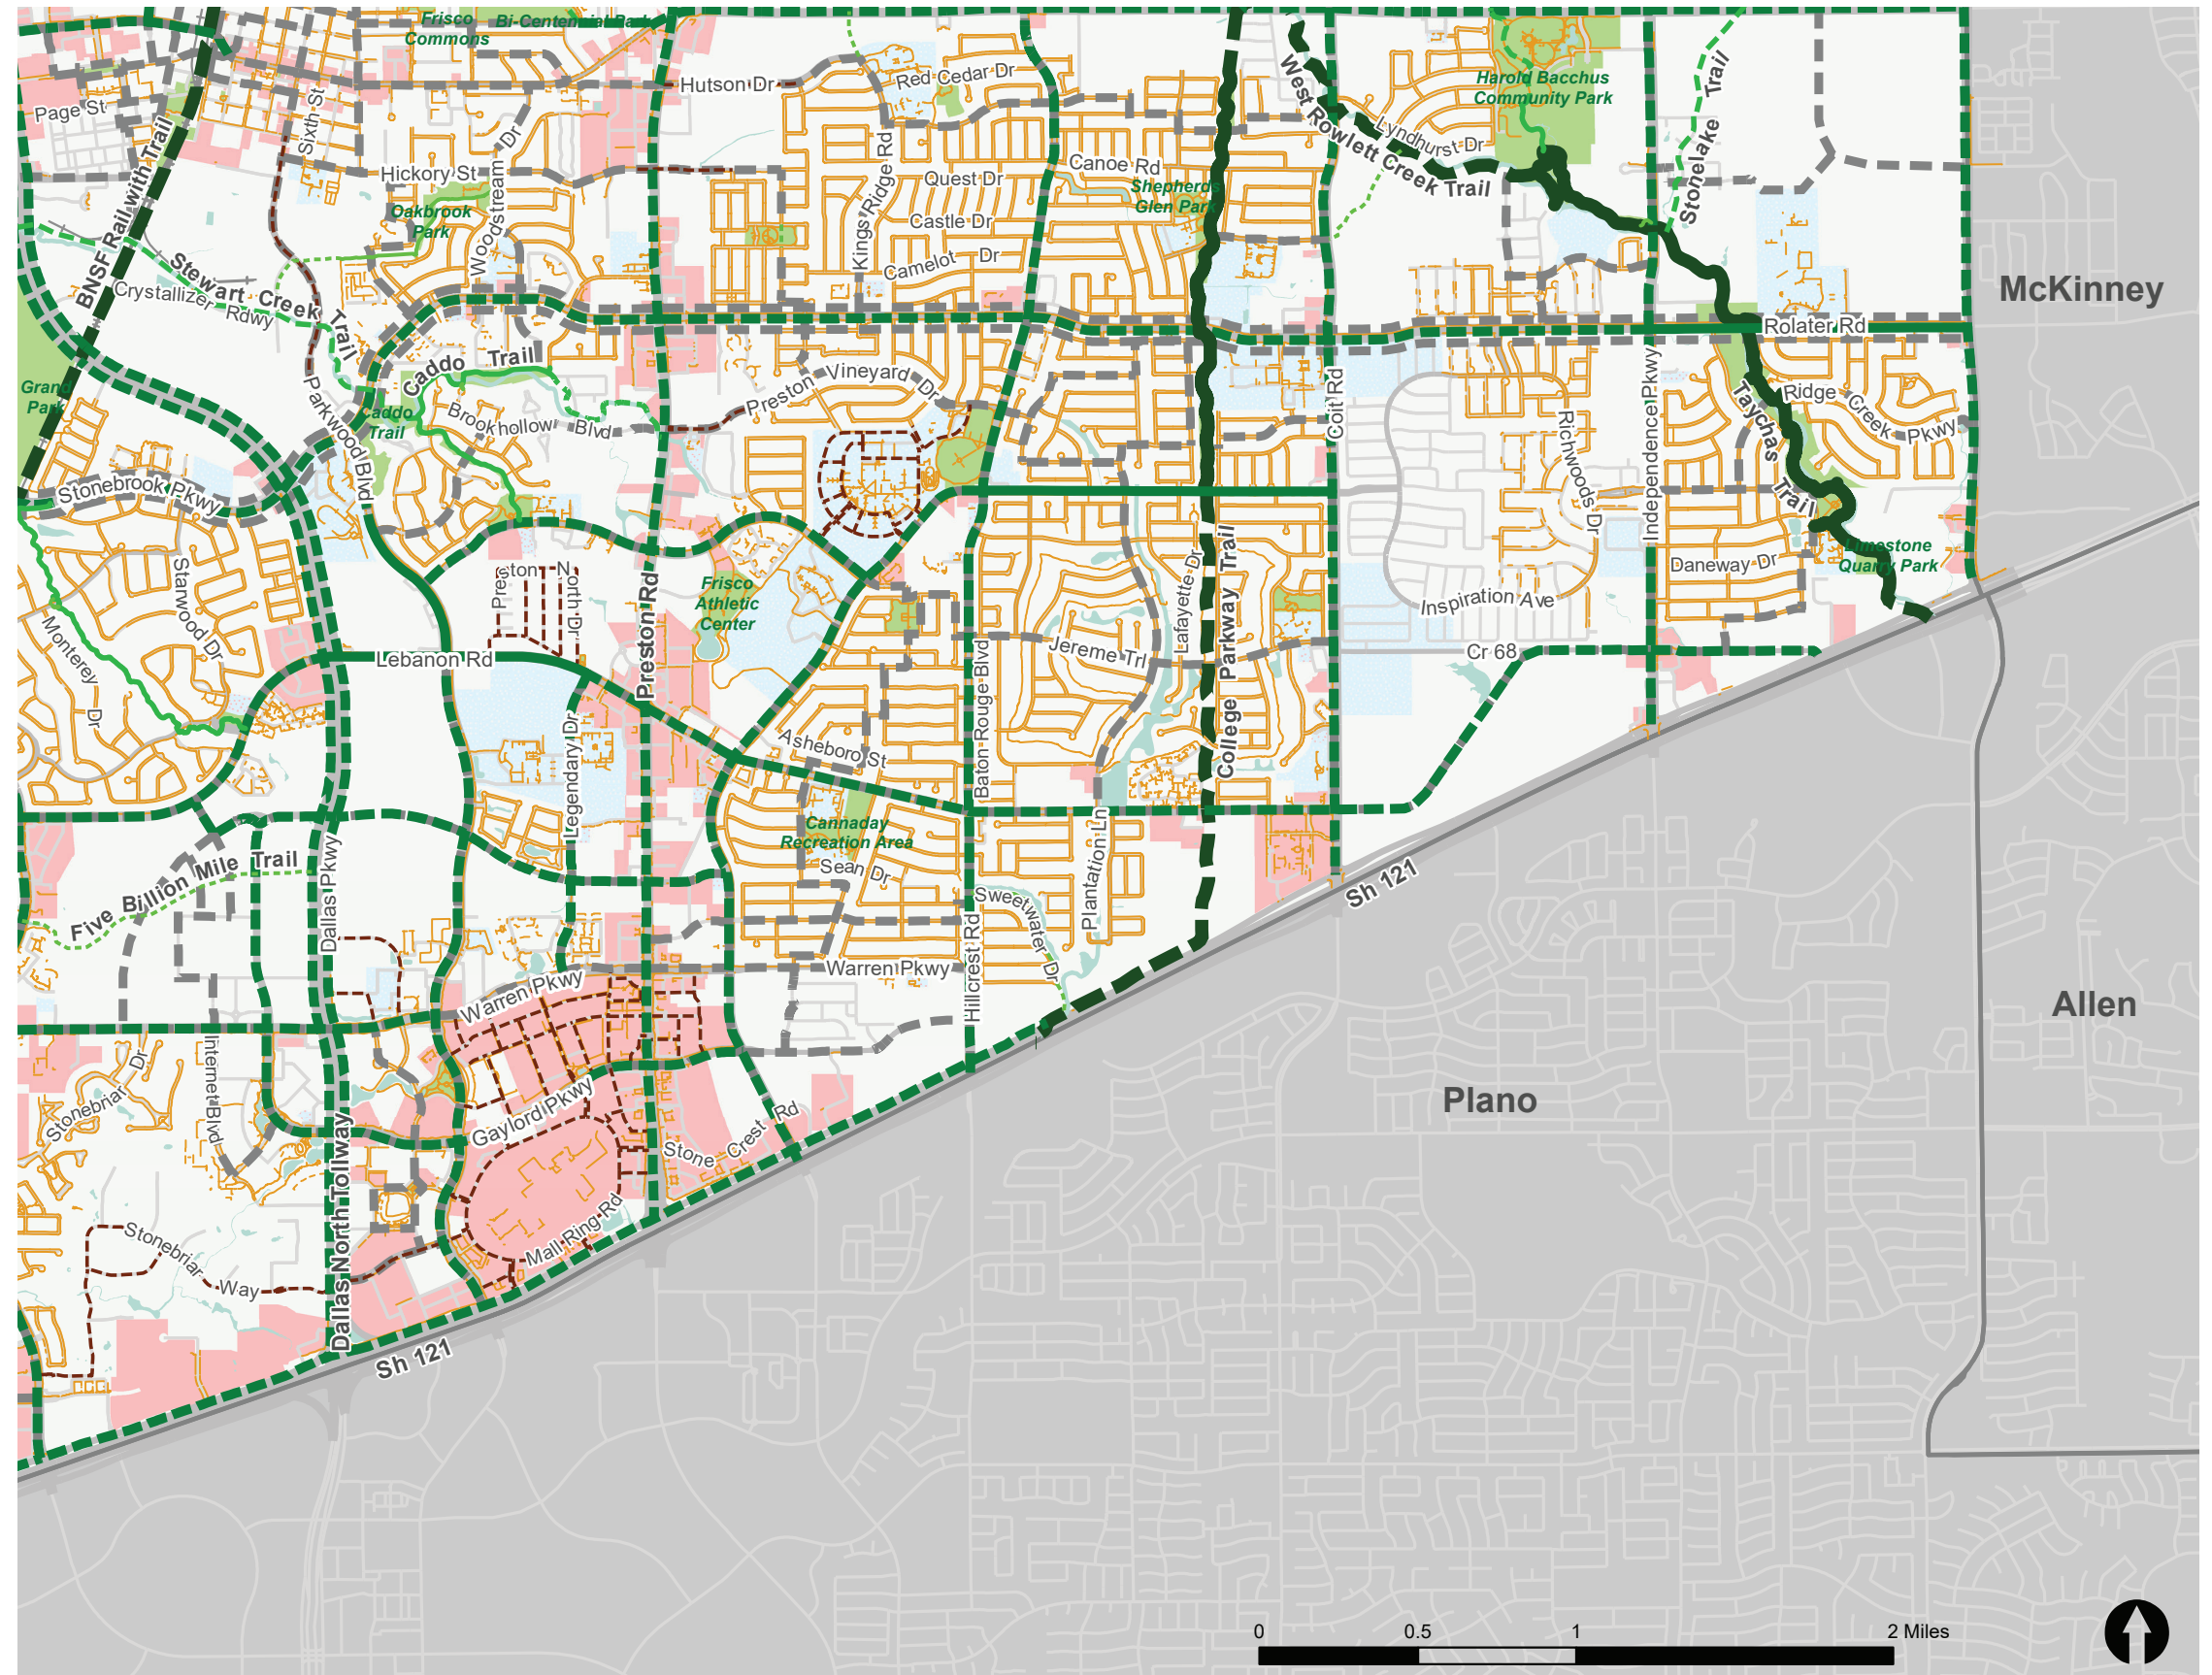 Frisco
Commons
Bi-Centennial Park
Hutson Dr
Red Cedar Dr
West Rowlett Creek Trail
Harold Bacchus
Community Park
Stonelake Trail
Page St
Sixth St
BNSF Rail with Trail
Hickory St
Woodstream Dr
Oakbrook
Park
Kings Ridge Rd
Quest Dr
Castle Dr
Camelot Dr
Canoe Rd
Shepherds
Glen Park
Lyndhurst Dr
Stewart Creek Trail
Crystallizer Rdwy
McKinney
Rolater Rd
Caddo Trail
Caddo
Trail
Grand
Park
Parkwood Blvd
Brookhollow Blvd
Preston Vineyard Dr
Coit Rd
Richwoods Dr
Independence Pkwy
Taychas Trail
Ridge Creek Pkwy
Stonebrook Pkwy
Starwood Dr
Monterey Dr
Preston North Dr
Preston Rd
Frisco
Athletic
Center
Lafayette Dr
College Parkway Trail
Inspiration Ave
Daneway Dr
Limestone
Quarry Park
Lebanon Rd
Jereme Trl
Cr 68
Legendary Dr
Asheboro St
Baton Rouge Blvd
Cannaday
Recreation Area
Sean Dr
Plantation Ln
Sweetwater Dr
Sh 121
Five Billion Mile Trail
Dallas Pkwy
Warren Pkwy
Warren Pkwy
Hillcrest Rd
Allen
Plano
Stonebriar Dr
Internet Blvd
Gaylord Pkwy
Stone Crest Rd
Mall Ring Rd
Stonebriar Way
Dallas North Tollway
Sh 121
0 0.5 1 2 Miles